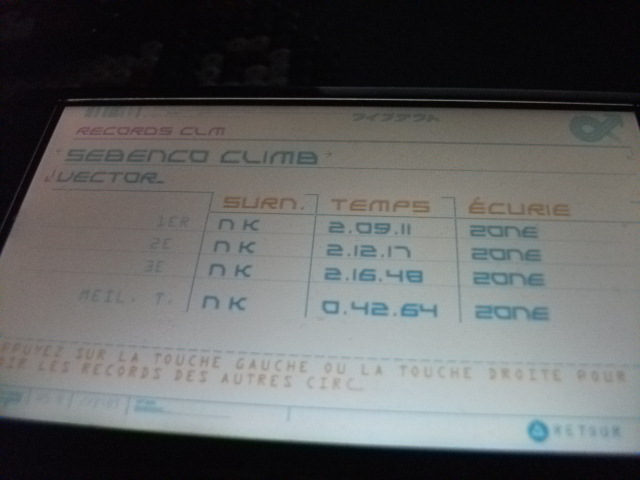 RECORDS CLM
SEBENCO CLIMB
VECTOR
SURN. TEMPS ÉCURIE
1ER NK 2.09.11 ZONE
2E NK 2.12.17 ZONE
3E NK 2.16.48 ZONE
MEIL. T. NK 0.42.64 ZONE
PUYEZ SUR LA TOUCHE GAUCHE OU LA TOUCHE DROITE POUR
IR LES RECORDS DES AUTRES CIRC
RETOUR